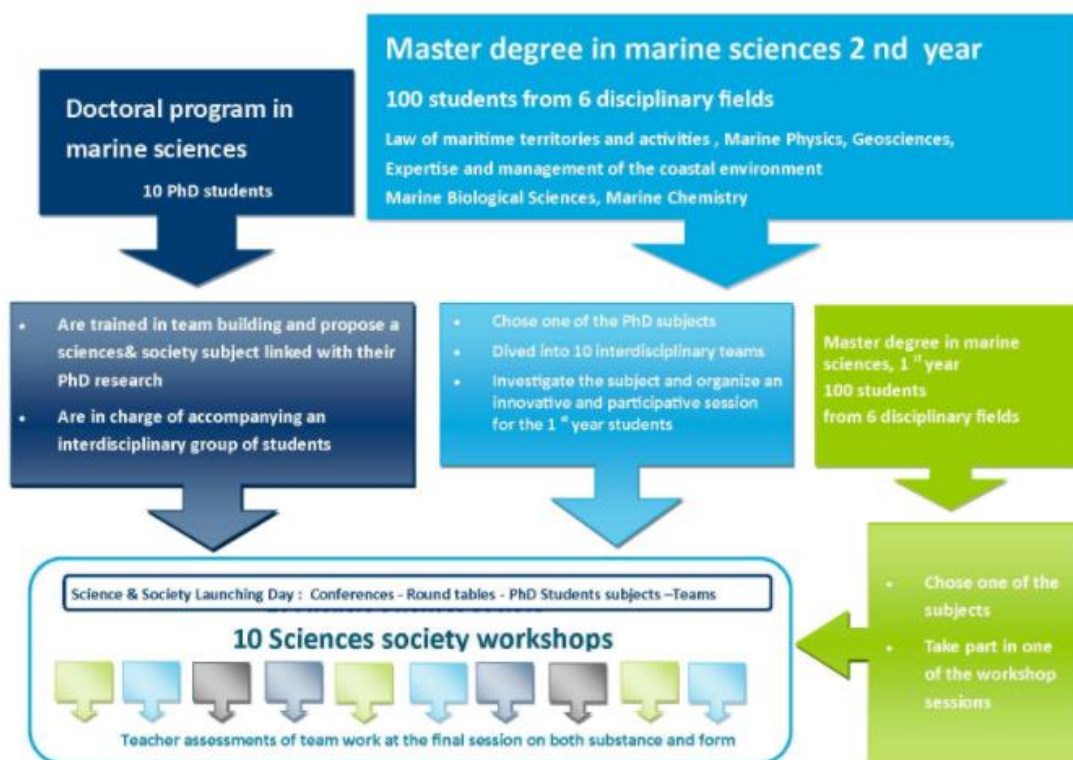 Doctoral program in
marine sciences
10 PhD students
Master degree in marine sciences 2 nd year
100 students from 6 disciplinary fields
Law of maritime territories and activities , Marine Physics, Geosciences,
Expertise and management of the coastal environment
Marine Biological Sciences, Marine Chemistry
• Are trained in team building and propose a
sciences& society subject linked with their
PhD research
• Are in charge of accompanying an
interdisciplinary group of students
• Chose one of the PhD subjects
• Dived into 10 interdisciplinary teams
• Investigate the subject and organize an
innovative and participative session
for the 1 st year students
Master degree in marine
sciences, 1 st year
100 students
from 6 disciplinary fields
• Chose one of the
subjects
• Take part in one
of the workshop
sessions
Science & Society Launching Day : Conferences - Round tables - PhD Students subjects –Teams
10 Sciences society workshops
Teacher assessments of team work at the final session on both substance and form